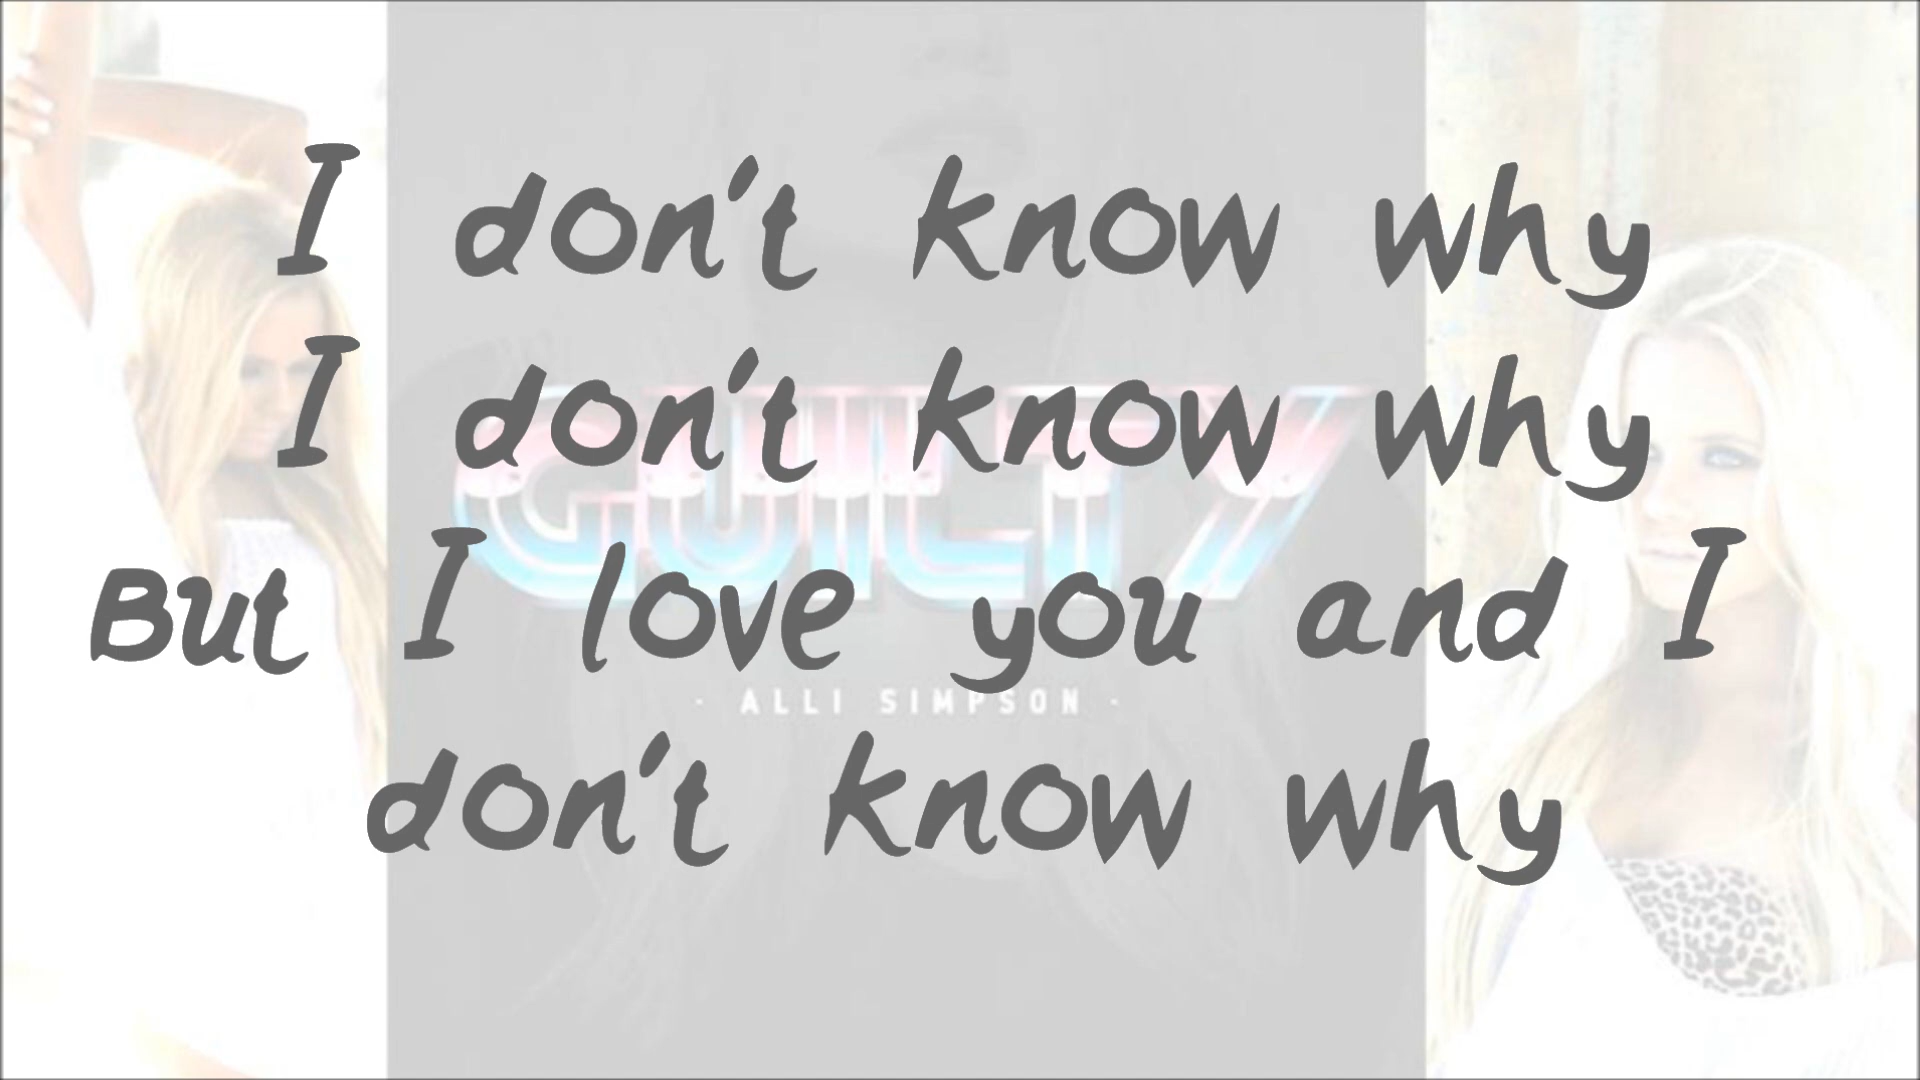 I don't know why
I don't know why
GUILTY
But I love you and I
- ALLI SIMPSON -
don't know why